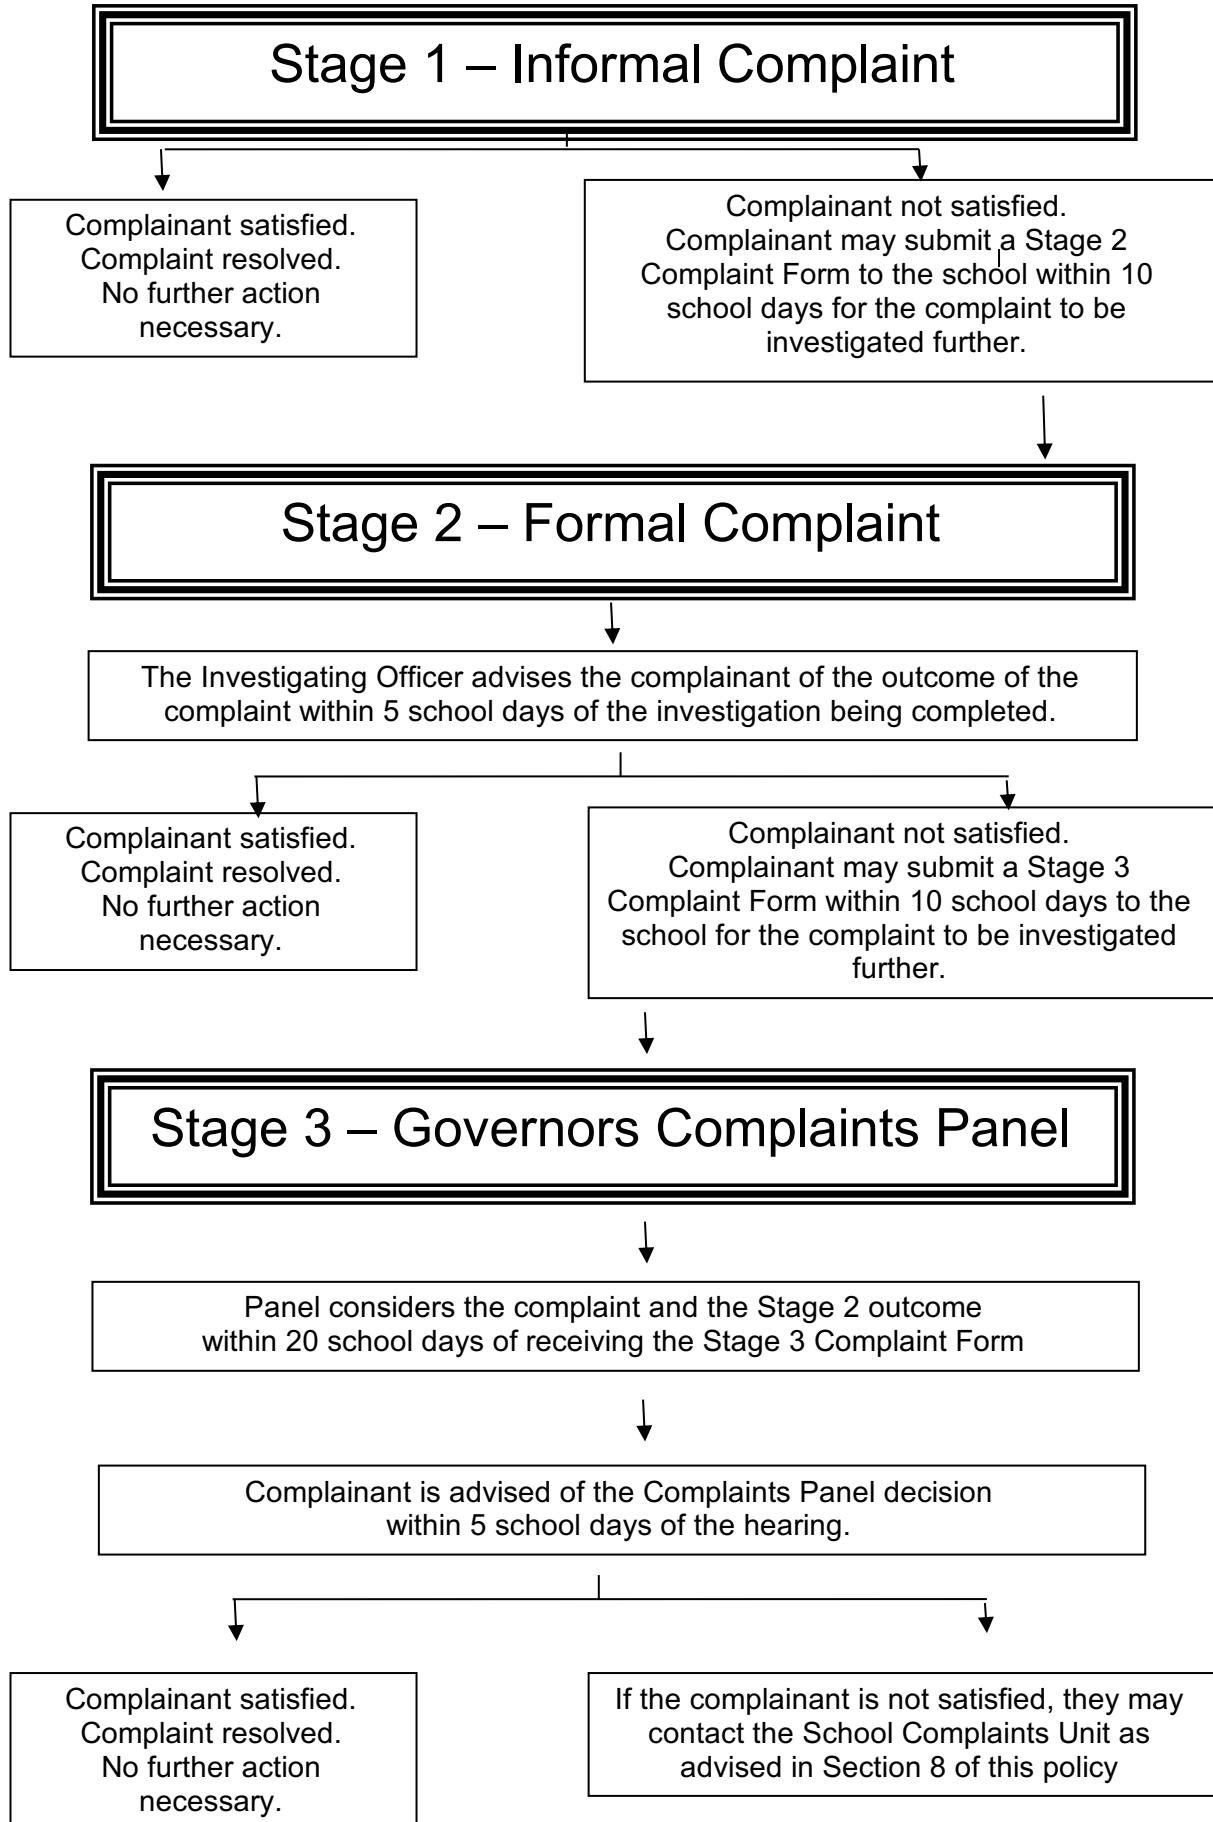 Stage 1 – Informal Complaint
Complainant satisfied.
Complaint resolved.
No further action
necessary.
Complainant not satisfied.
Complainant may submit a Stage 2
Complaint Form to the school within 10
school days for the complaint to be
investigated further.
Stage 2 – Formal Complaint
The Investigating Officer advises the complainant of the outcome of the
complaint within 5 school days of the investigation being completed.
Complainant satisfied.
Complaint resolved.
No further action
necessary.
Complainant not satisfied.
Complainant may submit a Stage 3
Complaint Form within 10 school days to the
school for the complaint to be investigated
further.
Stage 3 – Governors Complaints Panel
Panel considers the complaint and the Stage 2 outcome
within 20 school days of receiving the Stage 3 Complaint Form
Complainant is advised of the Complaints Panel decision
within 5 school days of the hearing.
Complainant satisfied.
Complaint resolved.
No further action
necessary.
If the complainant is not satisfied, they may
contact the School Complaints Unit as
advised in Section 8 of this policy